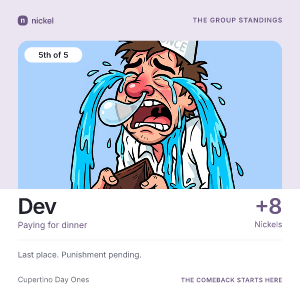 n nickel
THE GROUP STANDINGS
5th of 5
NCE
Dev
+8
Paying for dinner
Nickels
Last place. Punishment pending.
Cupertino Day Ones
THE COMEBACK STARTS HERE